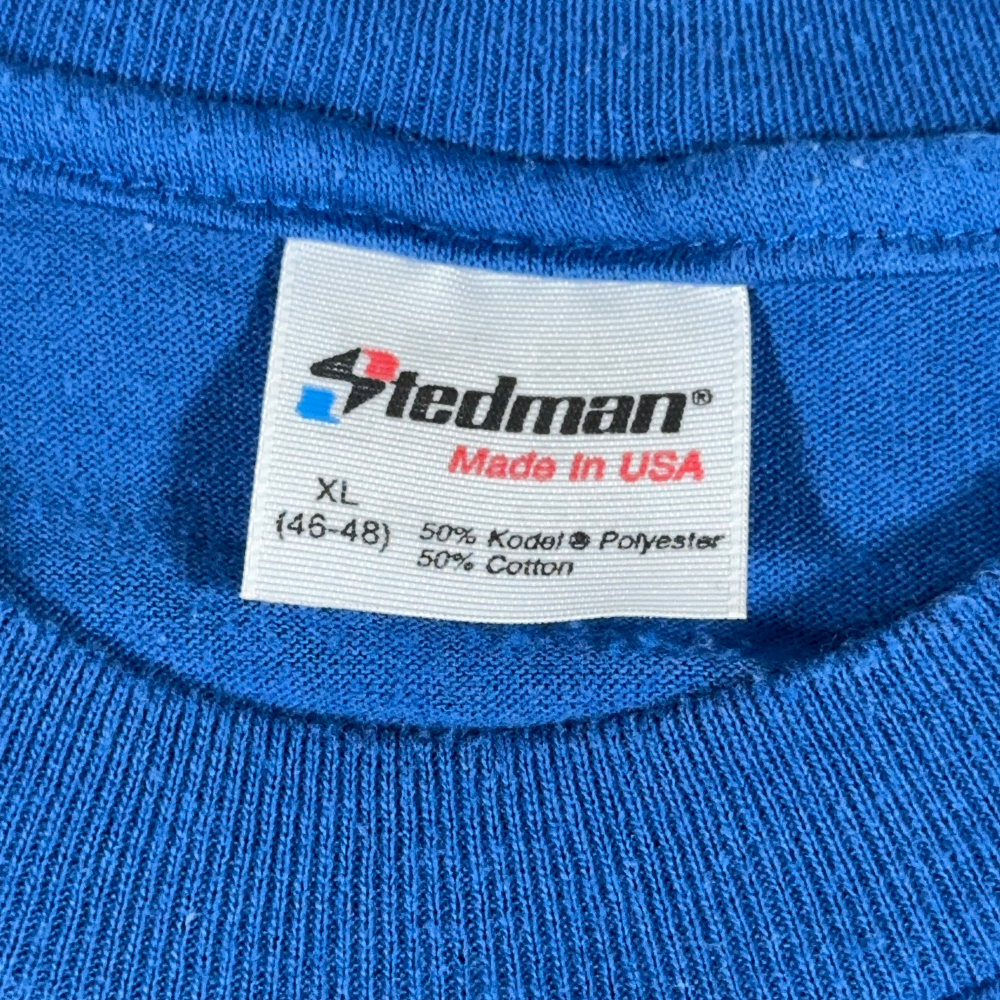 Stedman®
Made In USA
XL
(46-48)
50% Kodel® Polyester
50% Cotton